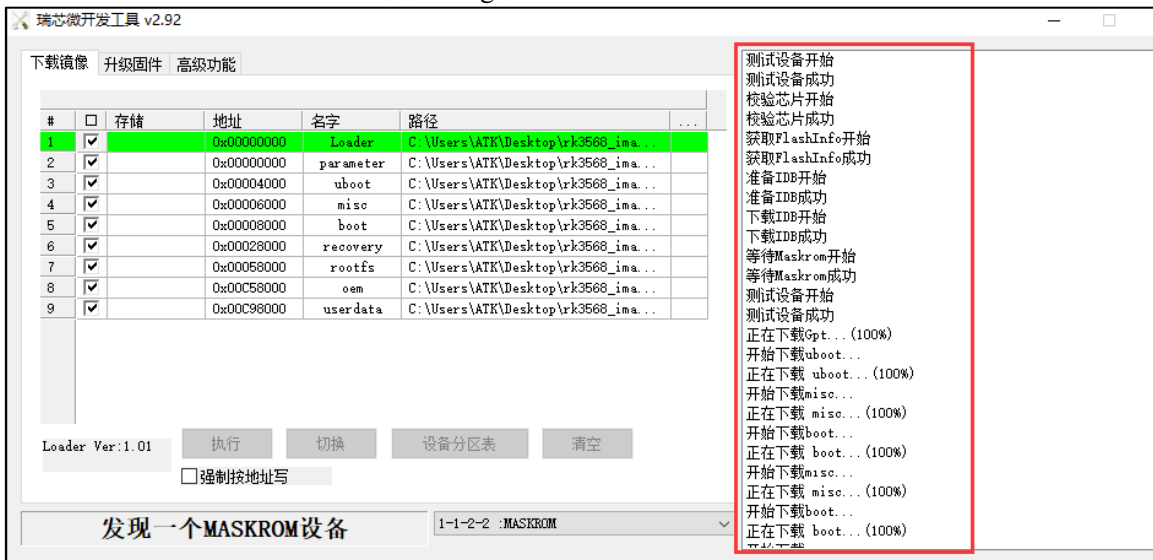 瑞芯微开发工具 v2.92
下载镜像 升级固件 高级功能
# 存储 地址 名字 路径 ...
1 0x00000000 Loader C:\Users\ATK\Desktop\rk3568_ima...
2 0x00000000 parameter C:\Users\ATK\Desktop\rk3568_ima...
3 0x00004000 uboot C:\Users\ATK\Desktop\rk3568_ima...
4 0x00006000 misc C:\Users\ATK\Desktop\rk3568_ima...
5 0x00008000 boot C:\Users\ATK\Desktop\rk3568_ima...
6 0x00028000 recovery C:\Users\ATK\Desktop\rk3568_ima...
7 0x00058000 rootfs C:\Users\ATK\Desktop\rk3568_ima...
8 0x00C58000 oem C:\Users\ATK\Desktop\rk3568_ima...
9 0x00C98000 userdata C:\Users\ATK\Desktop\rk3568_ima...
Loader Ver:1.01 执行 切换 设备分区表 清空
强制按地址写
发现一个MASKROM设备 1-1-2-2 :MASKROM
测试设备开始
测试设备成功
校验芯片开始
校验芯片成功
获取FlashInfo开始
获取FlashInfo成功
准备IDB开始
准备IDB成功
下载IDB开始
下载IDB成功
等待Maskrom开始
等待Maskrom成功
测试设备开始
测试设备成功
正在下载Gpt...(100%)
开始下载uboot...
正在下载 uboot...(100%)
开始下载misc...
正在下载 misc...(100%)
开始下载boot...
正在下载 boot...(100%)
开始下载misc...
正在下载 misc...(100%)
开始下载boot...
正在下载 boot...(100%)